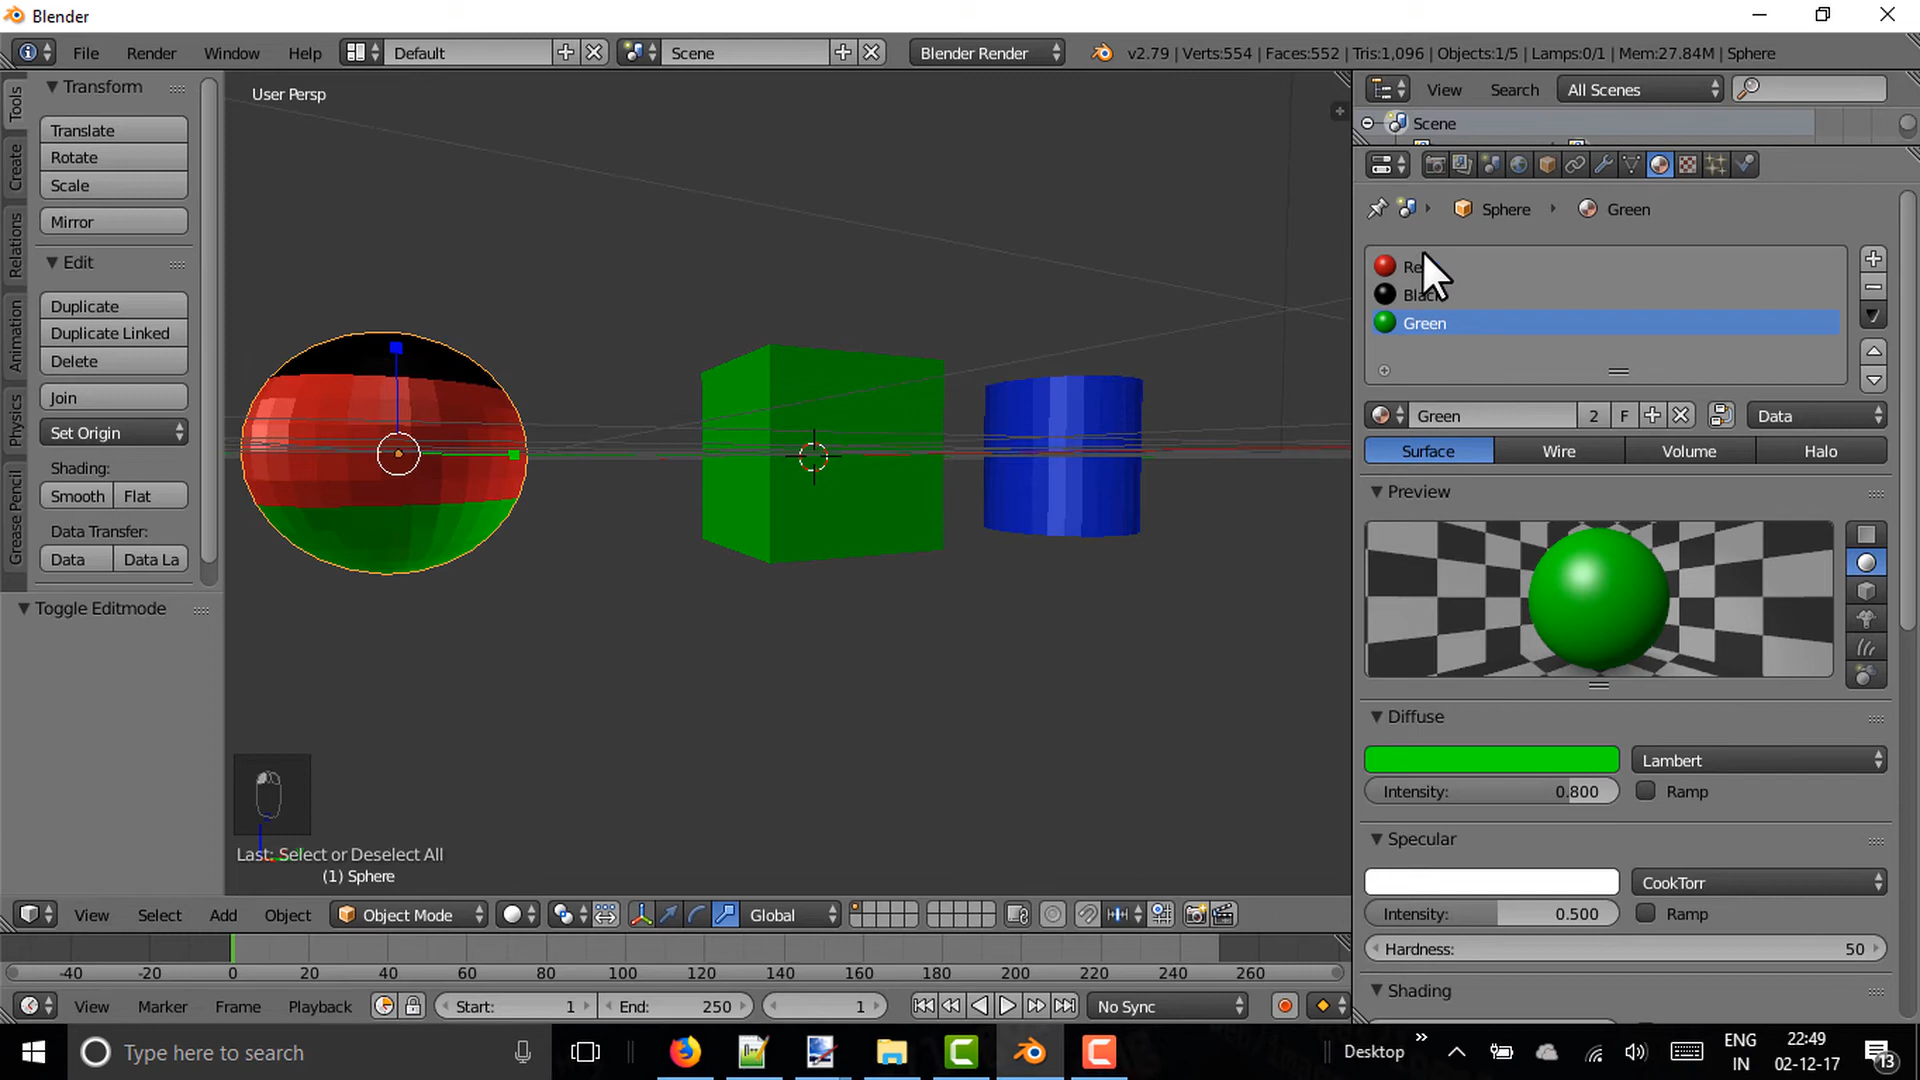 Blender
File Render Window Help Default Scene Blender Render v2.79 | Verts:554 | Faces:552 | Tris:1,096 | Objects:1/5 | Lamps:0/1 | Mem:27.84M | Sphere
Tools
Create
Relations
Animation
Physics
Grease Pencil
Transform
Translate
Rotate
Scale
Mirror
Edit
Duplicate
Duplicate Linked
Delete
Join
Set Origin
Shading:
Smooth Flat
Data Transfer:
Data Data La
Toggle Editmode
User Persp
Last: Select or Deselect All
(1) Sphere
View Select Add Object Object Mode Global
-40 -20 0 20 40 60 80 100 120 140 160 180 200 220 240 260
View Marker Frame Playback Start: 1 End: 250 1 No Sync
View Search All Scenes
Scene
Sphere Green
Green
Green 2 F Data
Surface Wire Volume Halo
Preview
Diffuse
Lambert
Intensity: 0.800 Ramp
Specular
CookTorr
Intensity: 0.500 Ramp
Hardness: 50
Shading
Type here to search
Desktop
ENG
IN
22:49
02-12-17
13